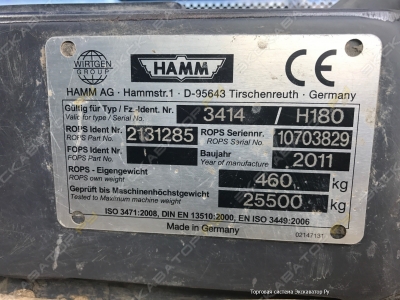 WIRTGEN
GROUP
HAMM
CE
HAMM AG · Hammstr.1 · D-95643 Tirschenreuth · Germany
Gültig für Typ / Fz.-Ident. Nr.
Valid for type / Serial No.
3414 / H180
ROPS Ident Nr.
ROPS Part No.
2131285
ROPS Seriennr.
ROPS Serial No.
10703829
FOPS Ident Nr.
FOPS Part No.
Baujahr
Year of manufacture
2011
ROPS - Eigengewicht
ROPS own weight
460 kg
Geprüft bis Maschinenhöchstgewicht
Tested to Maximum machine weight
25500 kg
ISO 3471:2008, DIN EN 13510:2000, EN ISO 3449:2006
Made in Germany
02147131
Торговая система Экскаватор Ру